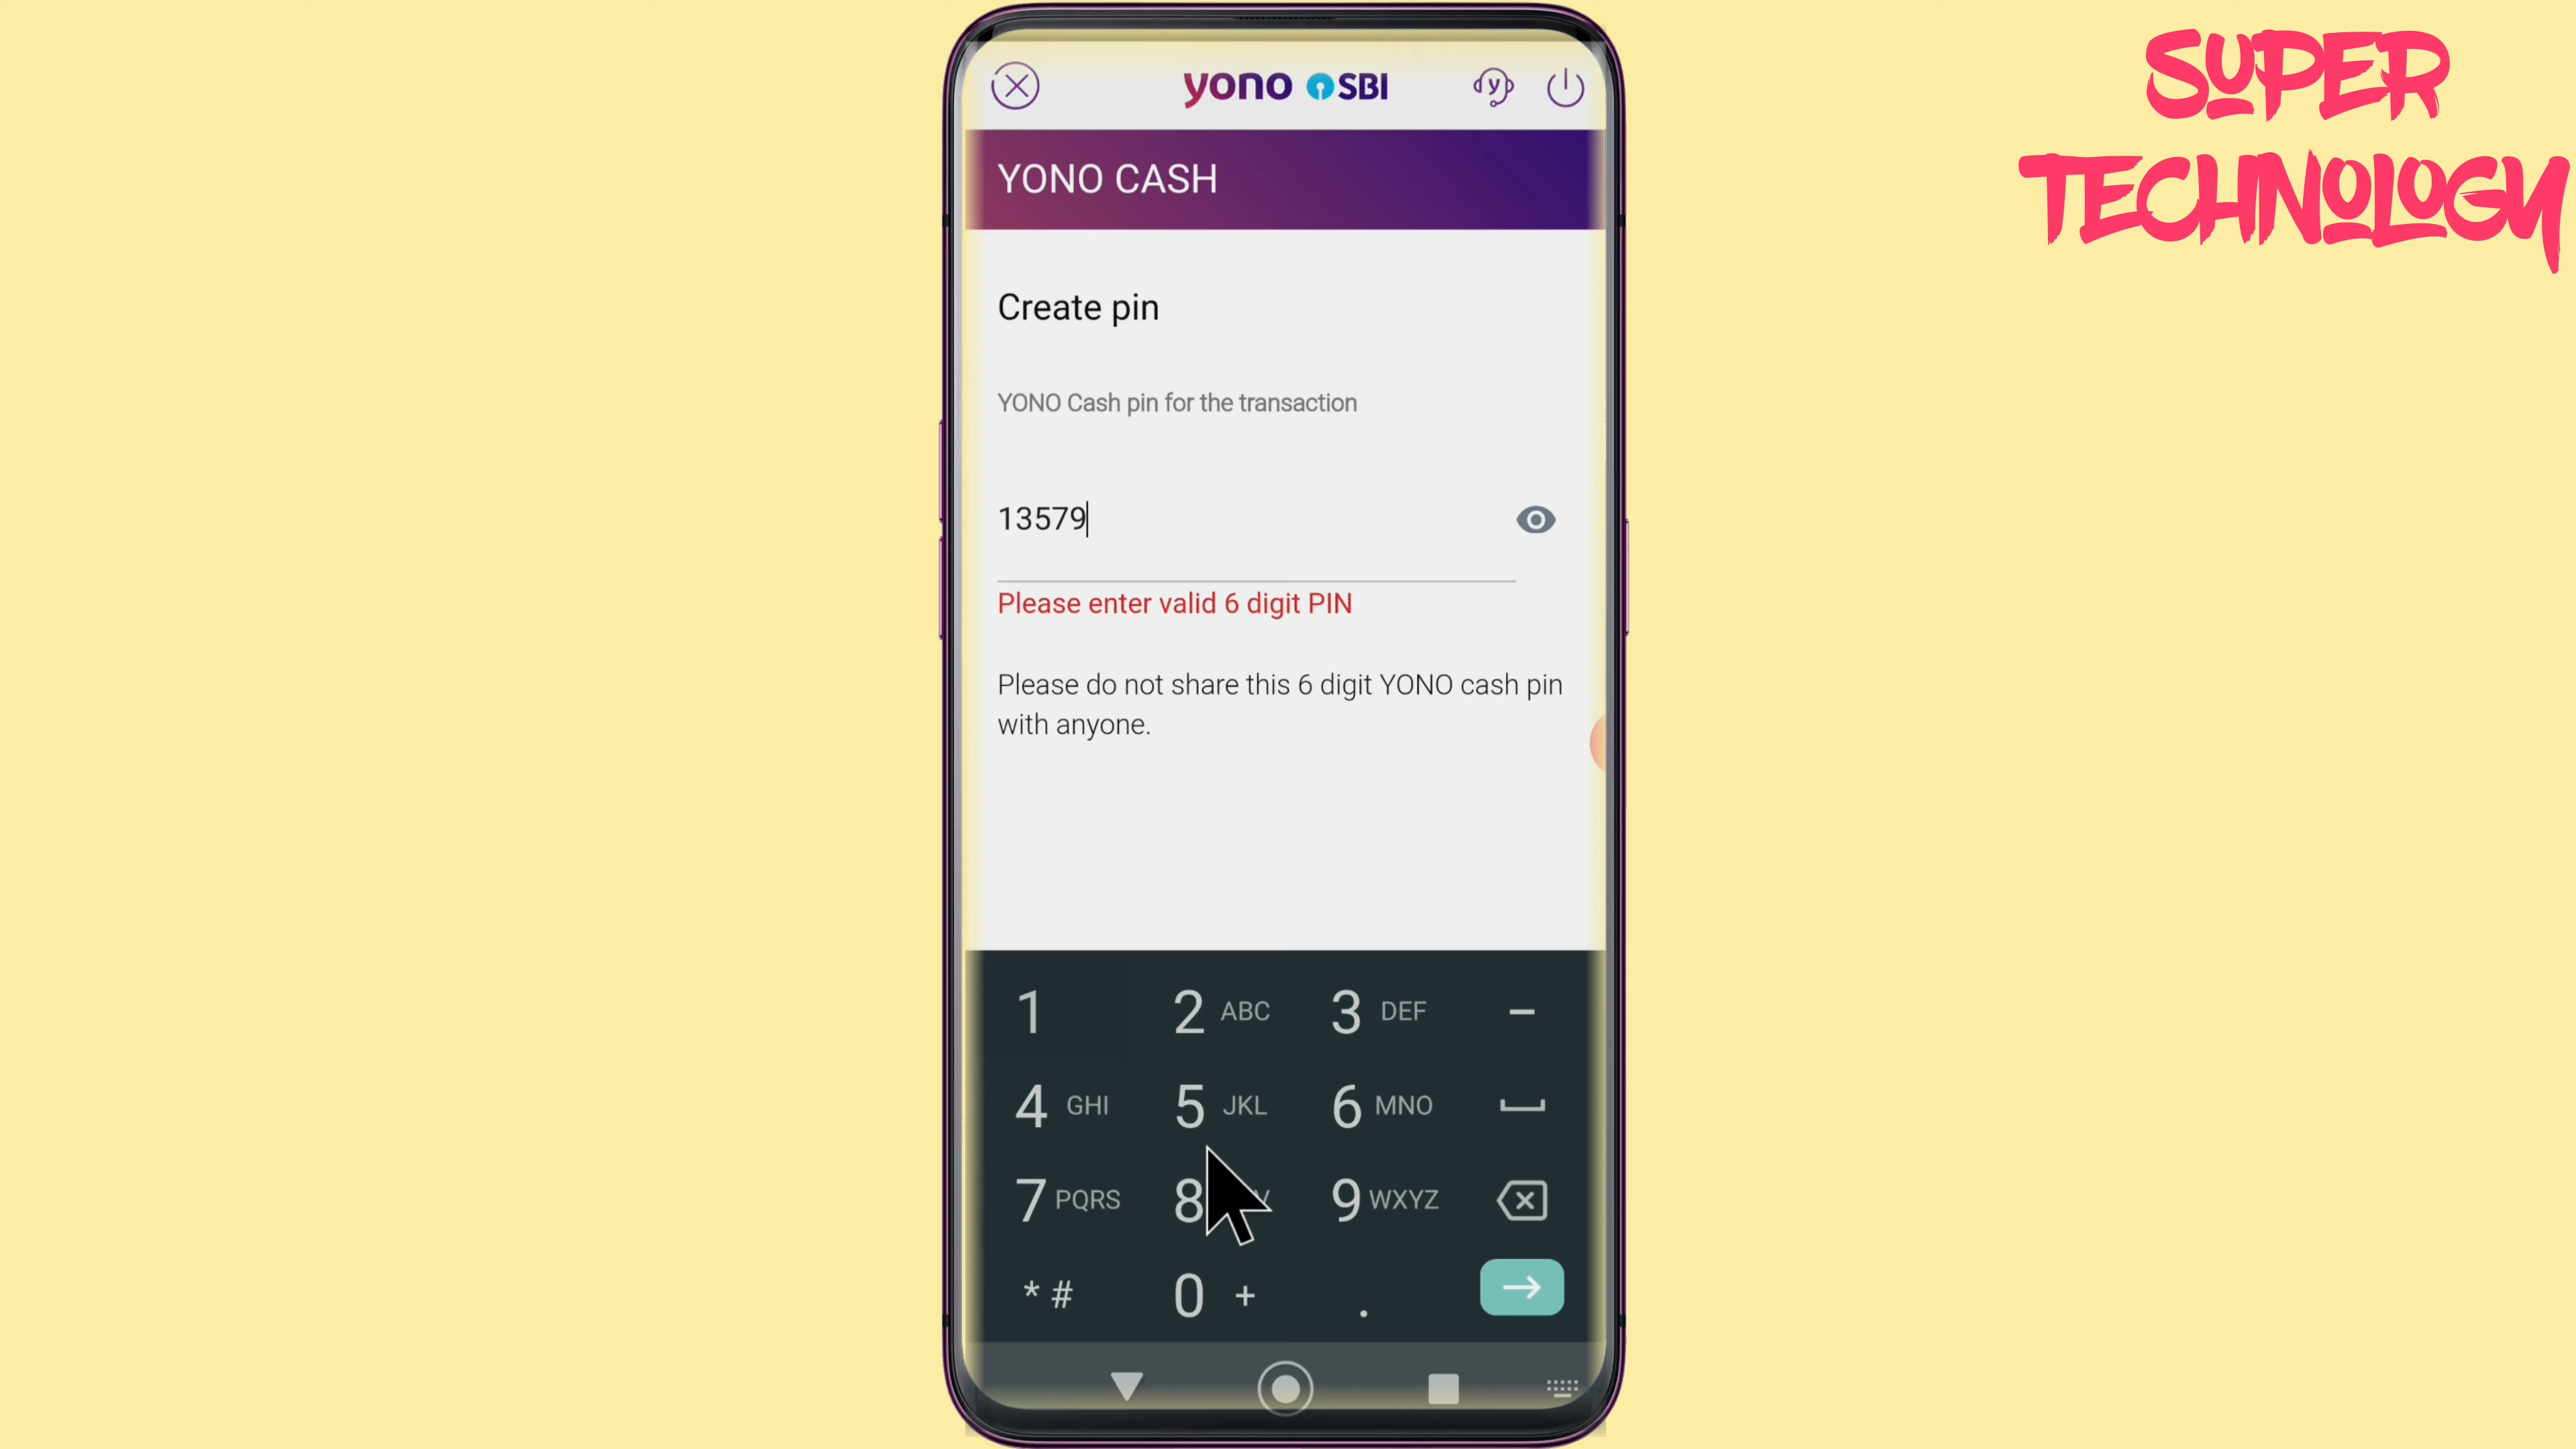 SUPER
TECHNOLOGY
yono SBI
YONO CASH
Create pin
YONO Cash pin for the transaction
13579
Please enter valid 6 digit PIN
Please do not share this 6 digit YONO cash pin
with anyone.
1 2 ABC 3 DEF –
4 GHI 5 JKL 6 MNO
7 PQRS 8 9 WXYZ
* # 0 + .